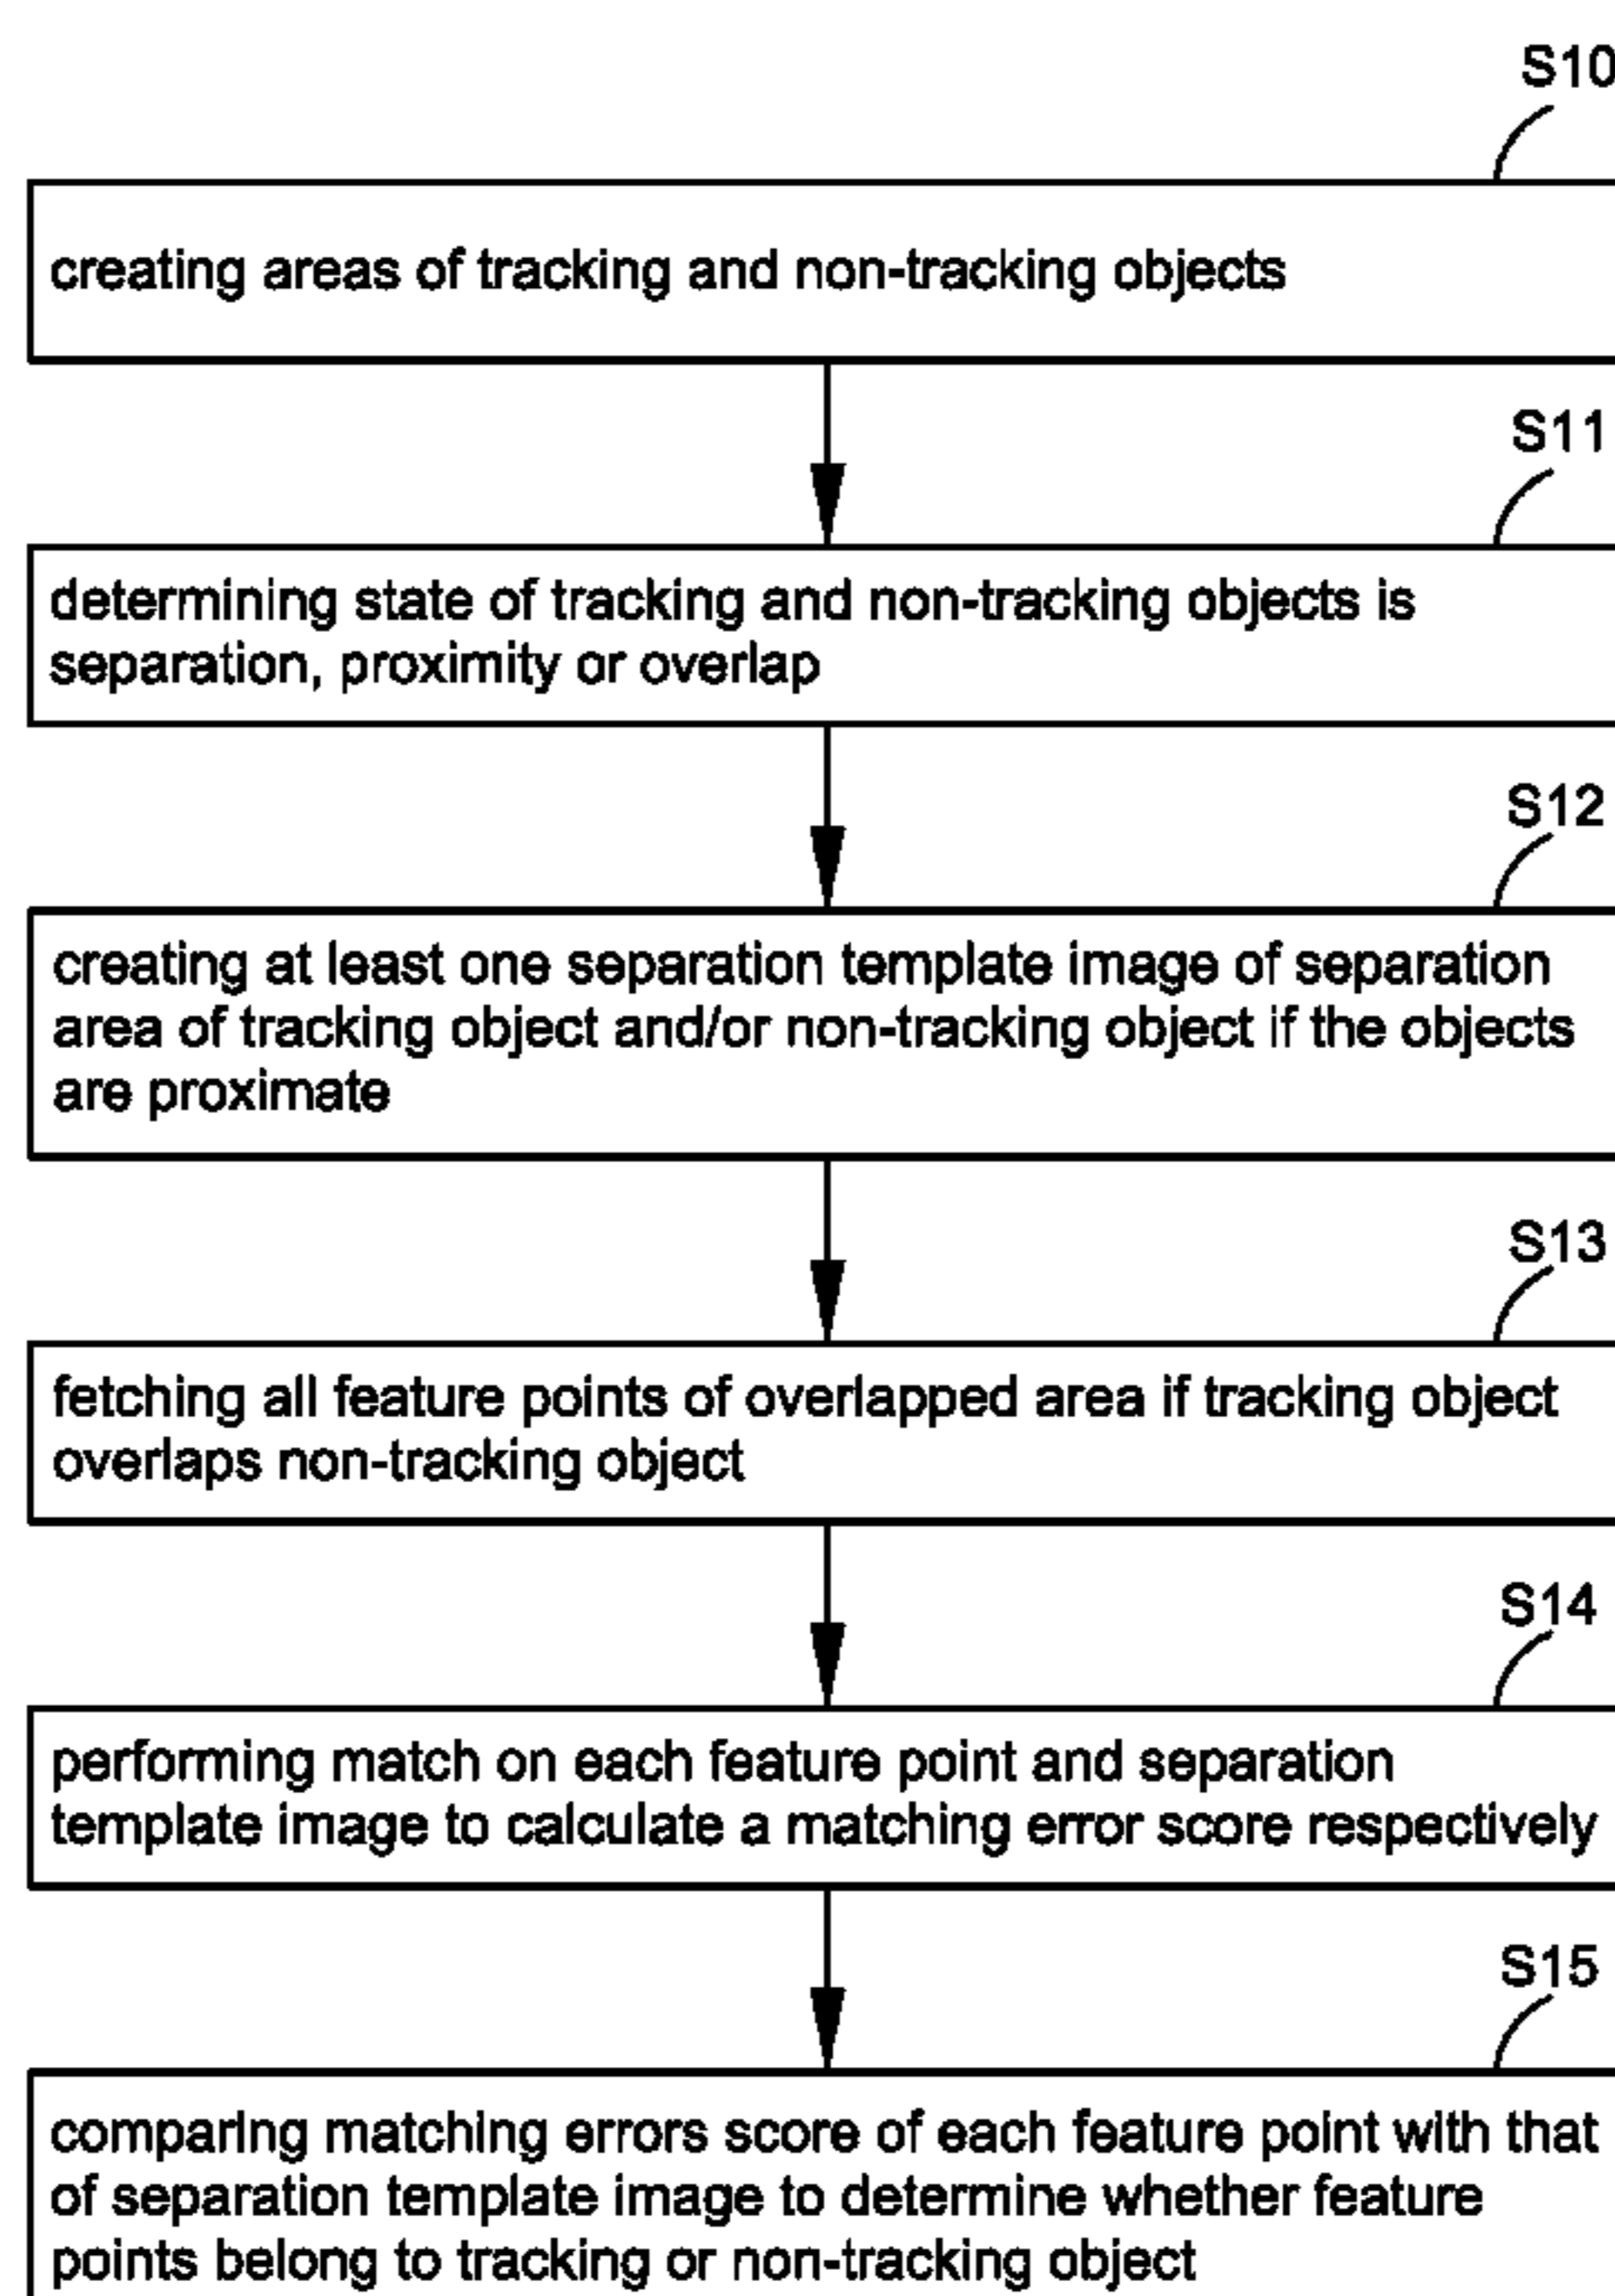 S10
creating areas of tracking and non-tracking objects
S11
determining state of tracking and non-tracking objects is
separation, proximity or overlap
S12
creating at least one separation template image of separation
area of tracking object and/or non-tracking object if the objects
are proximate
S13
fetching all feature points of overlapped area if tracking object
overlaps non-tracking object
S14
performing match on each feature point and separation
template image to calculate a matching error score respectively
S15
comparing matching errors score of each feature point with that
of separation template image to determine whether feature
points belong to tracking or non-tracking object